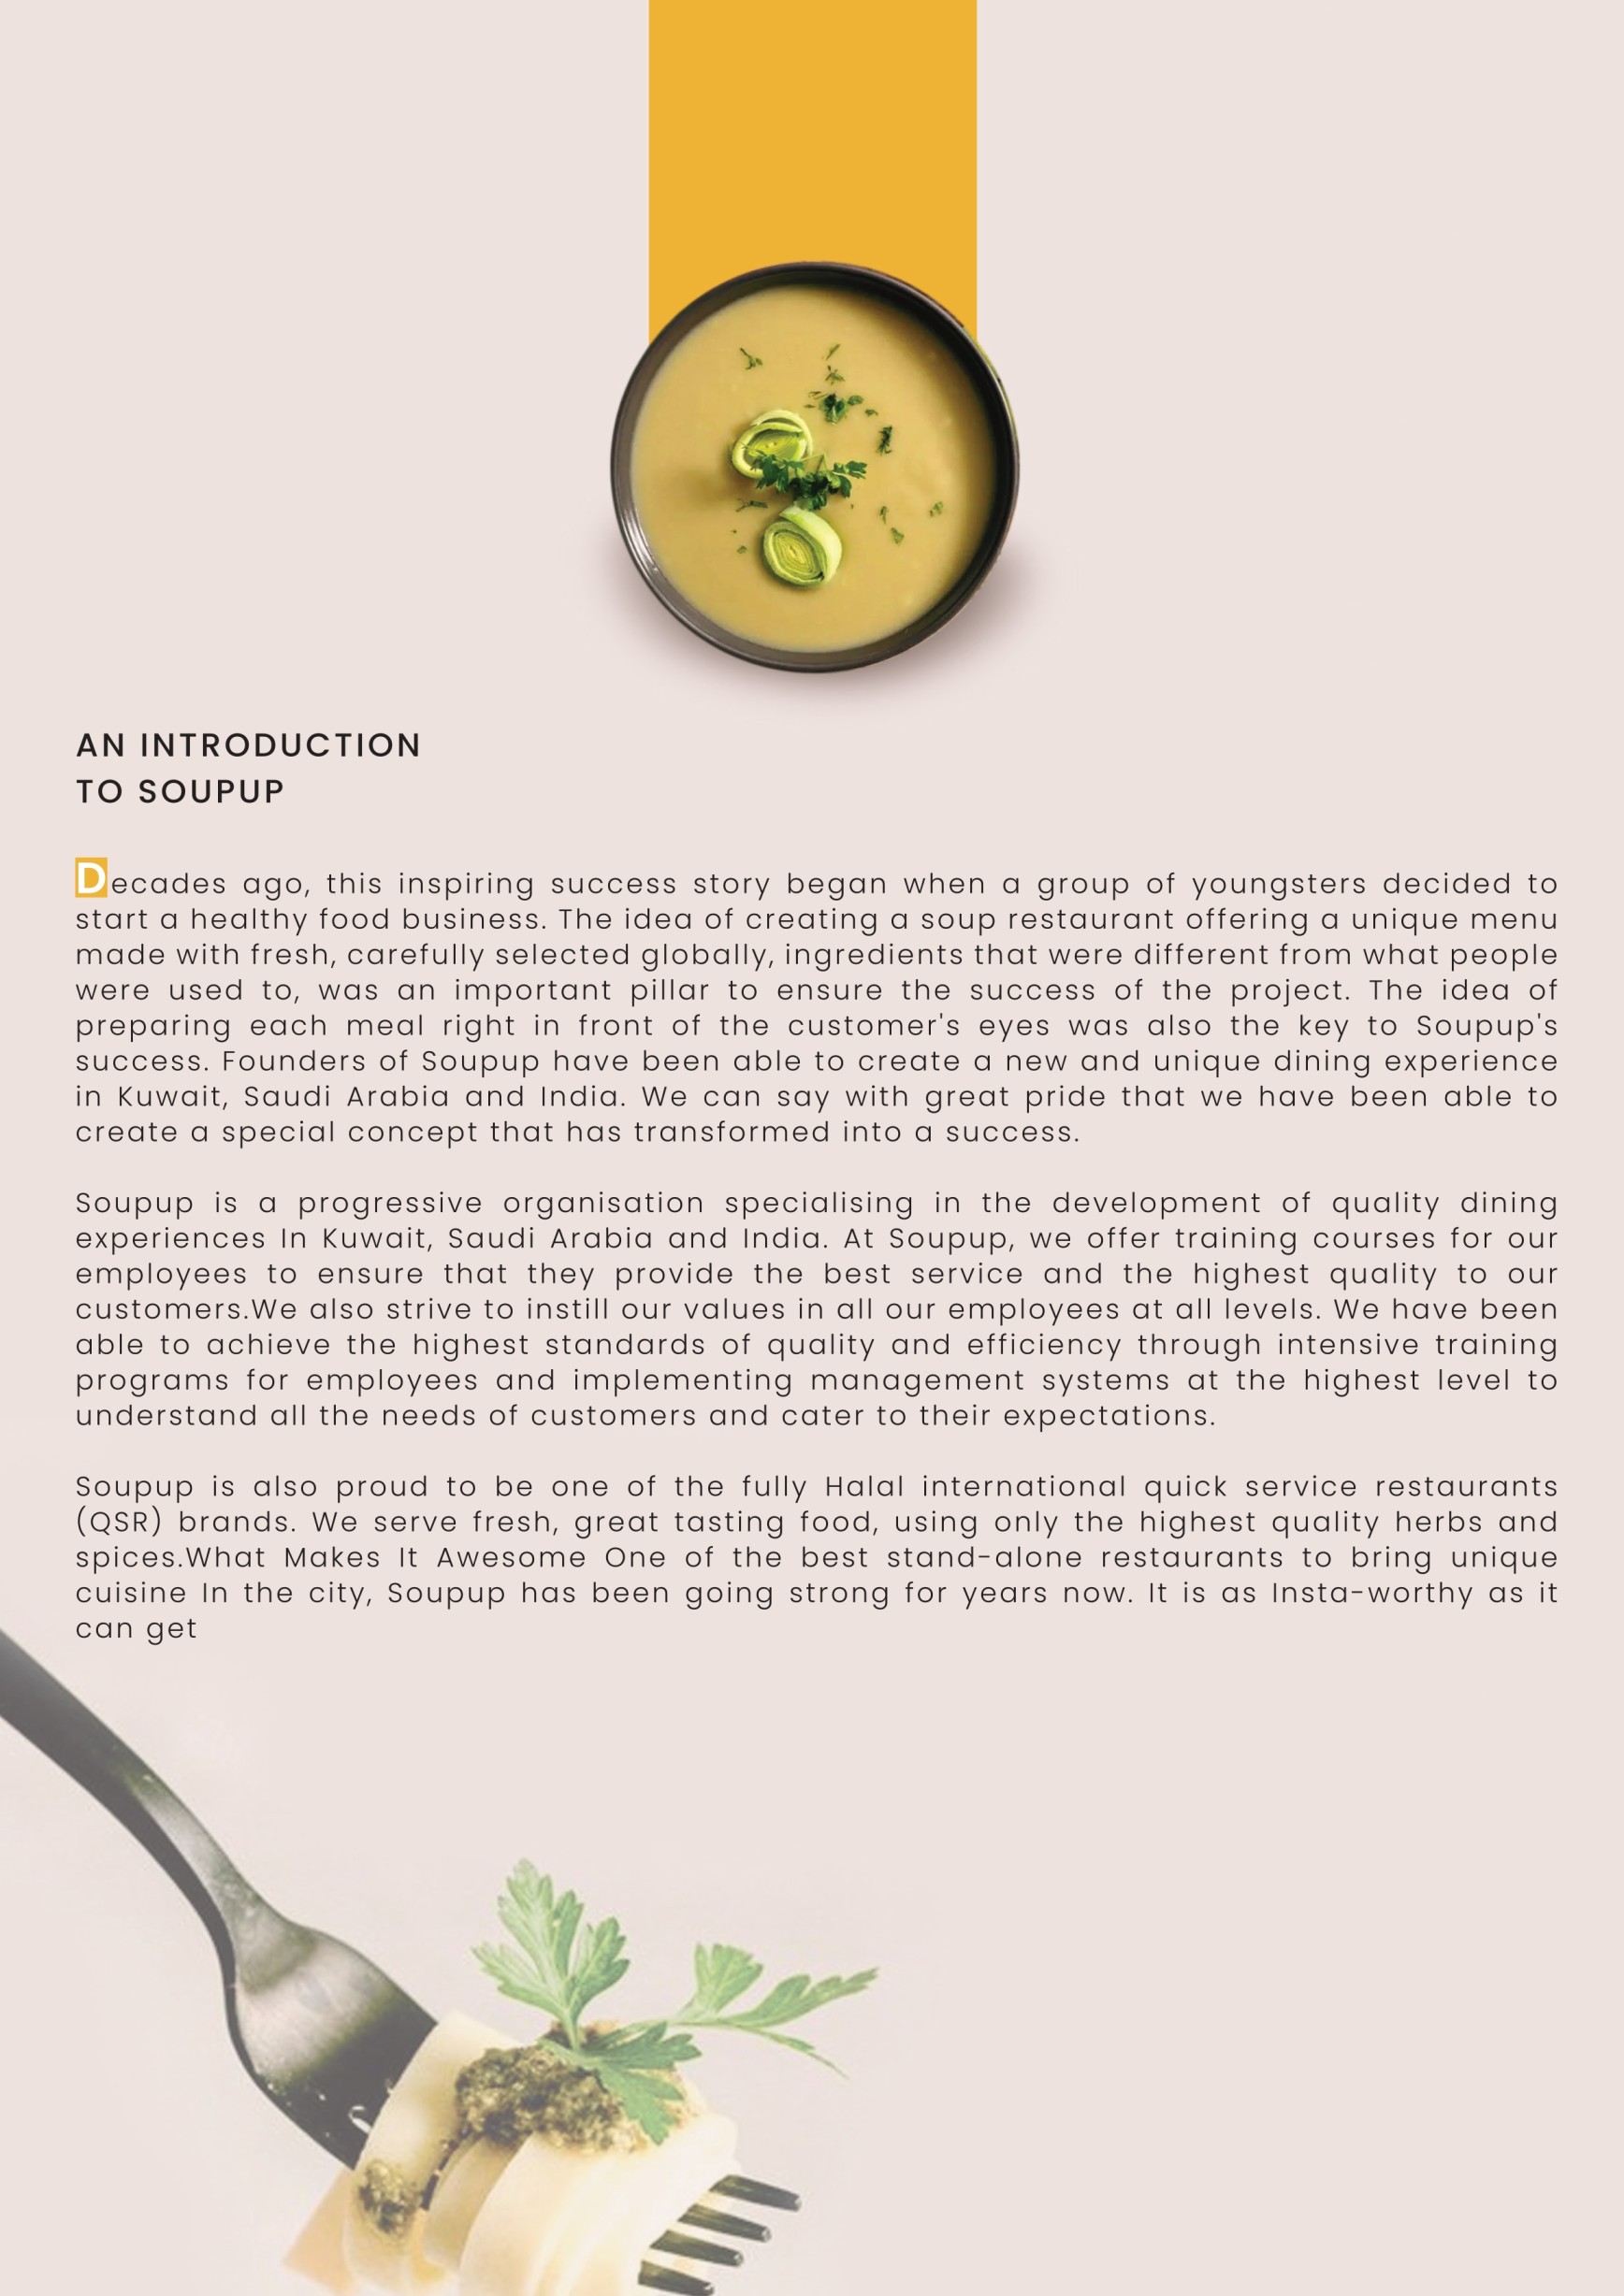 AN INTRODUCTION
TO SOUPUP
Decades ago, this inspiring success story began when a group of youngsters decided to
start a healthy food business. The idea of creating a soup restaurant offering a unique menu
made with fresh, carefully selected globally, ingredients that were different from what people
were used to, was an important pillar to ensure the success of the project. The idea of
preparing each meal right in front of the customer's eyes was also the key to Soupup's
success. Founders of Soupup have been able to create a new and unique dining experience
in Kuwait, Saudi Arabia and India. We can say with great pride that we have been able to
create a special concept that has transformed into a success.
Soupup is a progressive organisation specialising in the development of quality dining
experiences In Kuwait, Saudi Arabia and India. At Soupup, we offer training courses for our
employees to ensure that they provide the best service and the highest quality to our
customers.We also strive to instill our values in all our employees at all levels. We have been
able to achieve the highest standards of quality and efficiency through intensive training
programs for employees and implementing management systems at the highest level to
understand all the needs of customers and cater to their expectations.
Soupup is also proud to be one of the fully Halal international quick service restaurants
(QSR) brands. We serve fresh, great tasting food, using only the highest quality herbs and
spices.What Makes It Awesome One of the best stand-alone restaurants to bring unique
cuisine In the city, Soupup has been going strong for years now. It is as Insta-worthy as it
can get